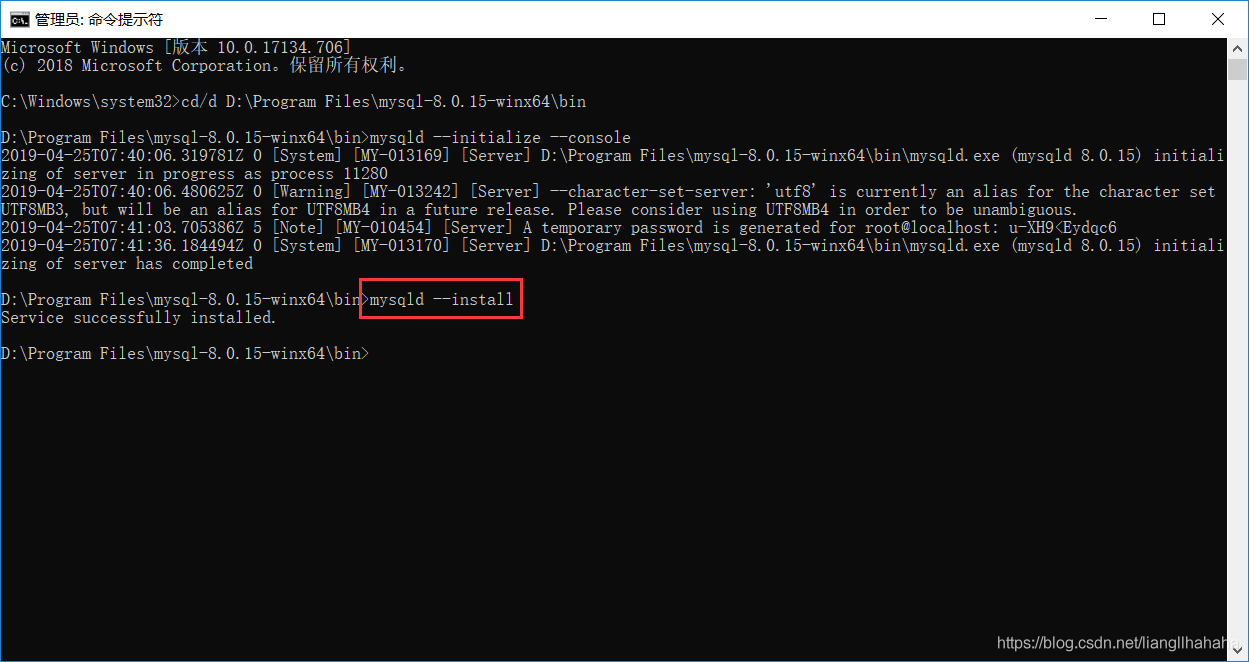 管理员: 命令提示符
Microsoft Windows [版本 10.0.17134.706]
(c) 2018 Microsoft Corporation。保留所有权利。
C:\Windows\system32>cd/d D:\Program Files\mysql-8.0.15-winx64\bin
D:\Program Files\mysql-8.0.15-winx64\bin>mysqld --initialize --console
2019-04-25T07:40:06.319781Z 0 [System] [MY-013169] [Server] D:\Program Files\mysql-8.0.15-winx64\bin\mysqld.exe (mysqld 8.0.15) initiali
zing of server in progress as process 11280
2019-04-25T07:40:06.480625Z 0 [Warning] [MY-013242] [Server] --character-set-server: 'utf8' is currently an alias for the character set
UTF8MB3, but will be an alias for UTF8MB4 in a future release. Please consider using UTF8MB4 in order to be unambiguous.
2019-04-25T07:41:03.705386Z 5 [Note] [MY-010454] [Server] A temporary password is generated for root@localhost: u-XH9<Eydqc6
2019-04-25T07:41:36.184494Z 0 [System] [MY-013170] [Server] D:\Program Files\mysql-8.0.15-winx64\bin\mysqld.exe (mysqld 8.0.15) initiali
zing of server has completed
D:\Program Files\mysql-8.0.15-winx64\bin>mysqld --install
Service successfully installed.
D:\Program Files\mysql-8.0.15-winx64\bin>
https://blog.csdn.net/liangllhahaha